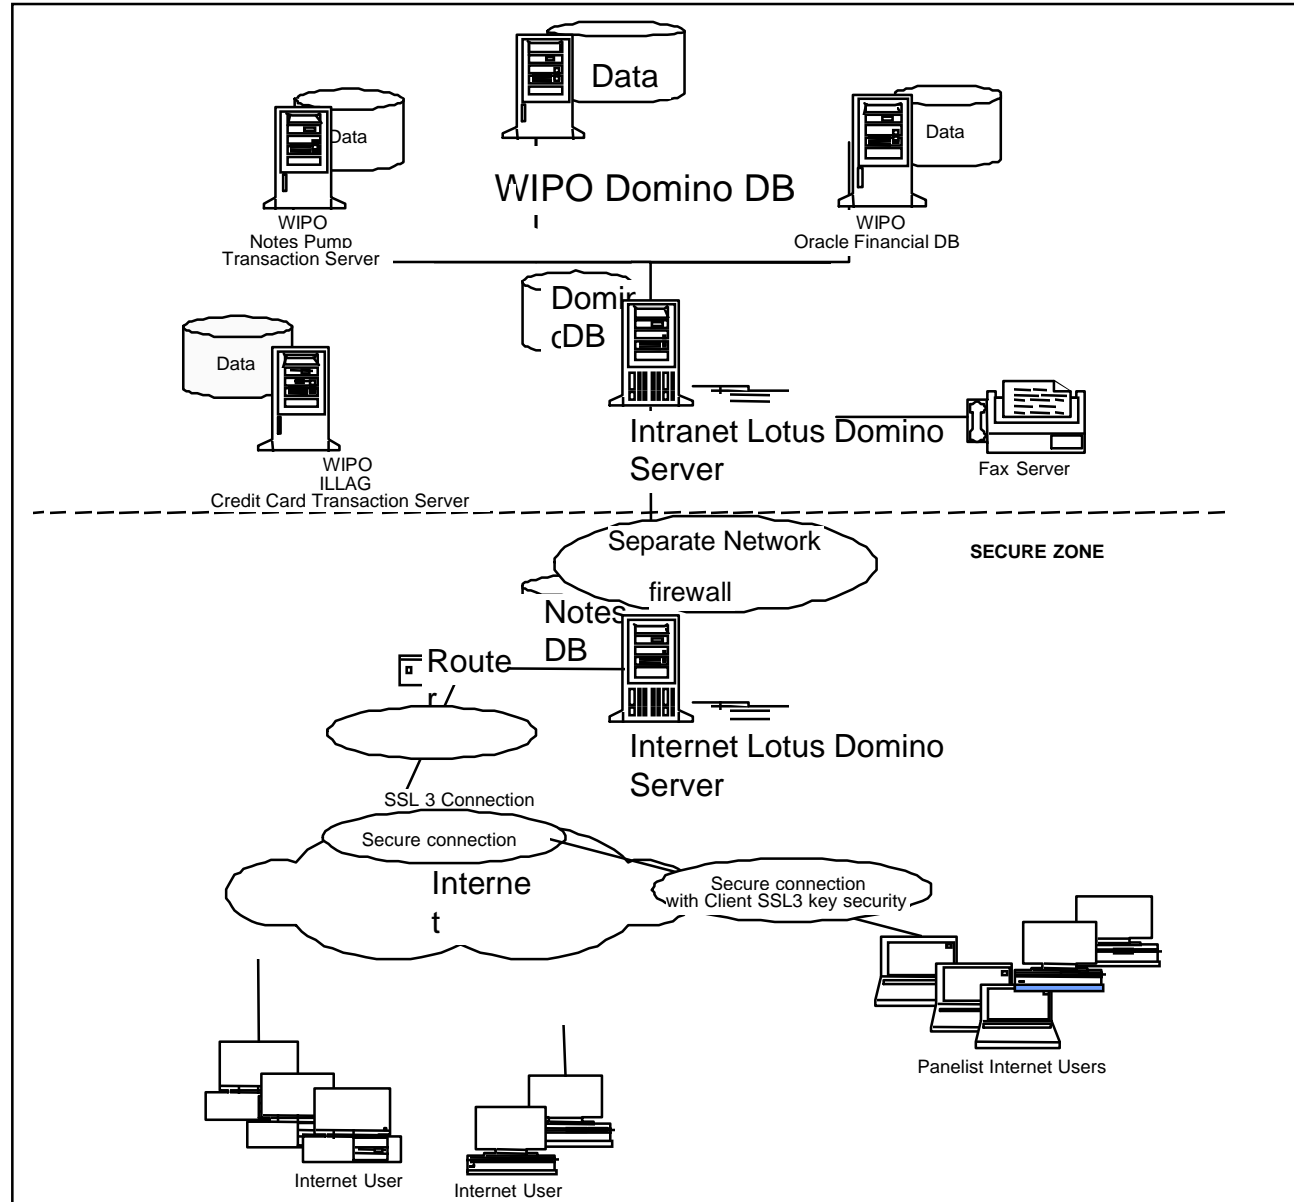 Data
Data
Data
WIPO Domino DB
WIPO
Notes Pump
Transaction Server
WIPO
Oracle Financial DB
Domin
oDB
Data
Intranet Lotus Domino
Server
Fax Server
WIPO
ILLAG
Credit Card Transaction Server
Separate Network
firewall
SECURE ZONE
Notes
DB
Route
r
Internet Lotus Domino
Server
SSL 3 Connection
Secure connection
Interne
t
Secure connection
with Client SSL3 key security
Panelist Internet Users
Internet User
Internet User